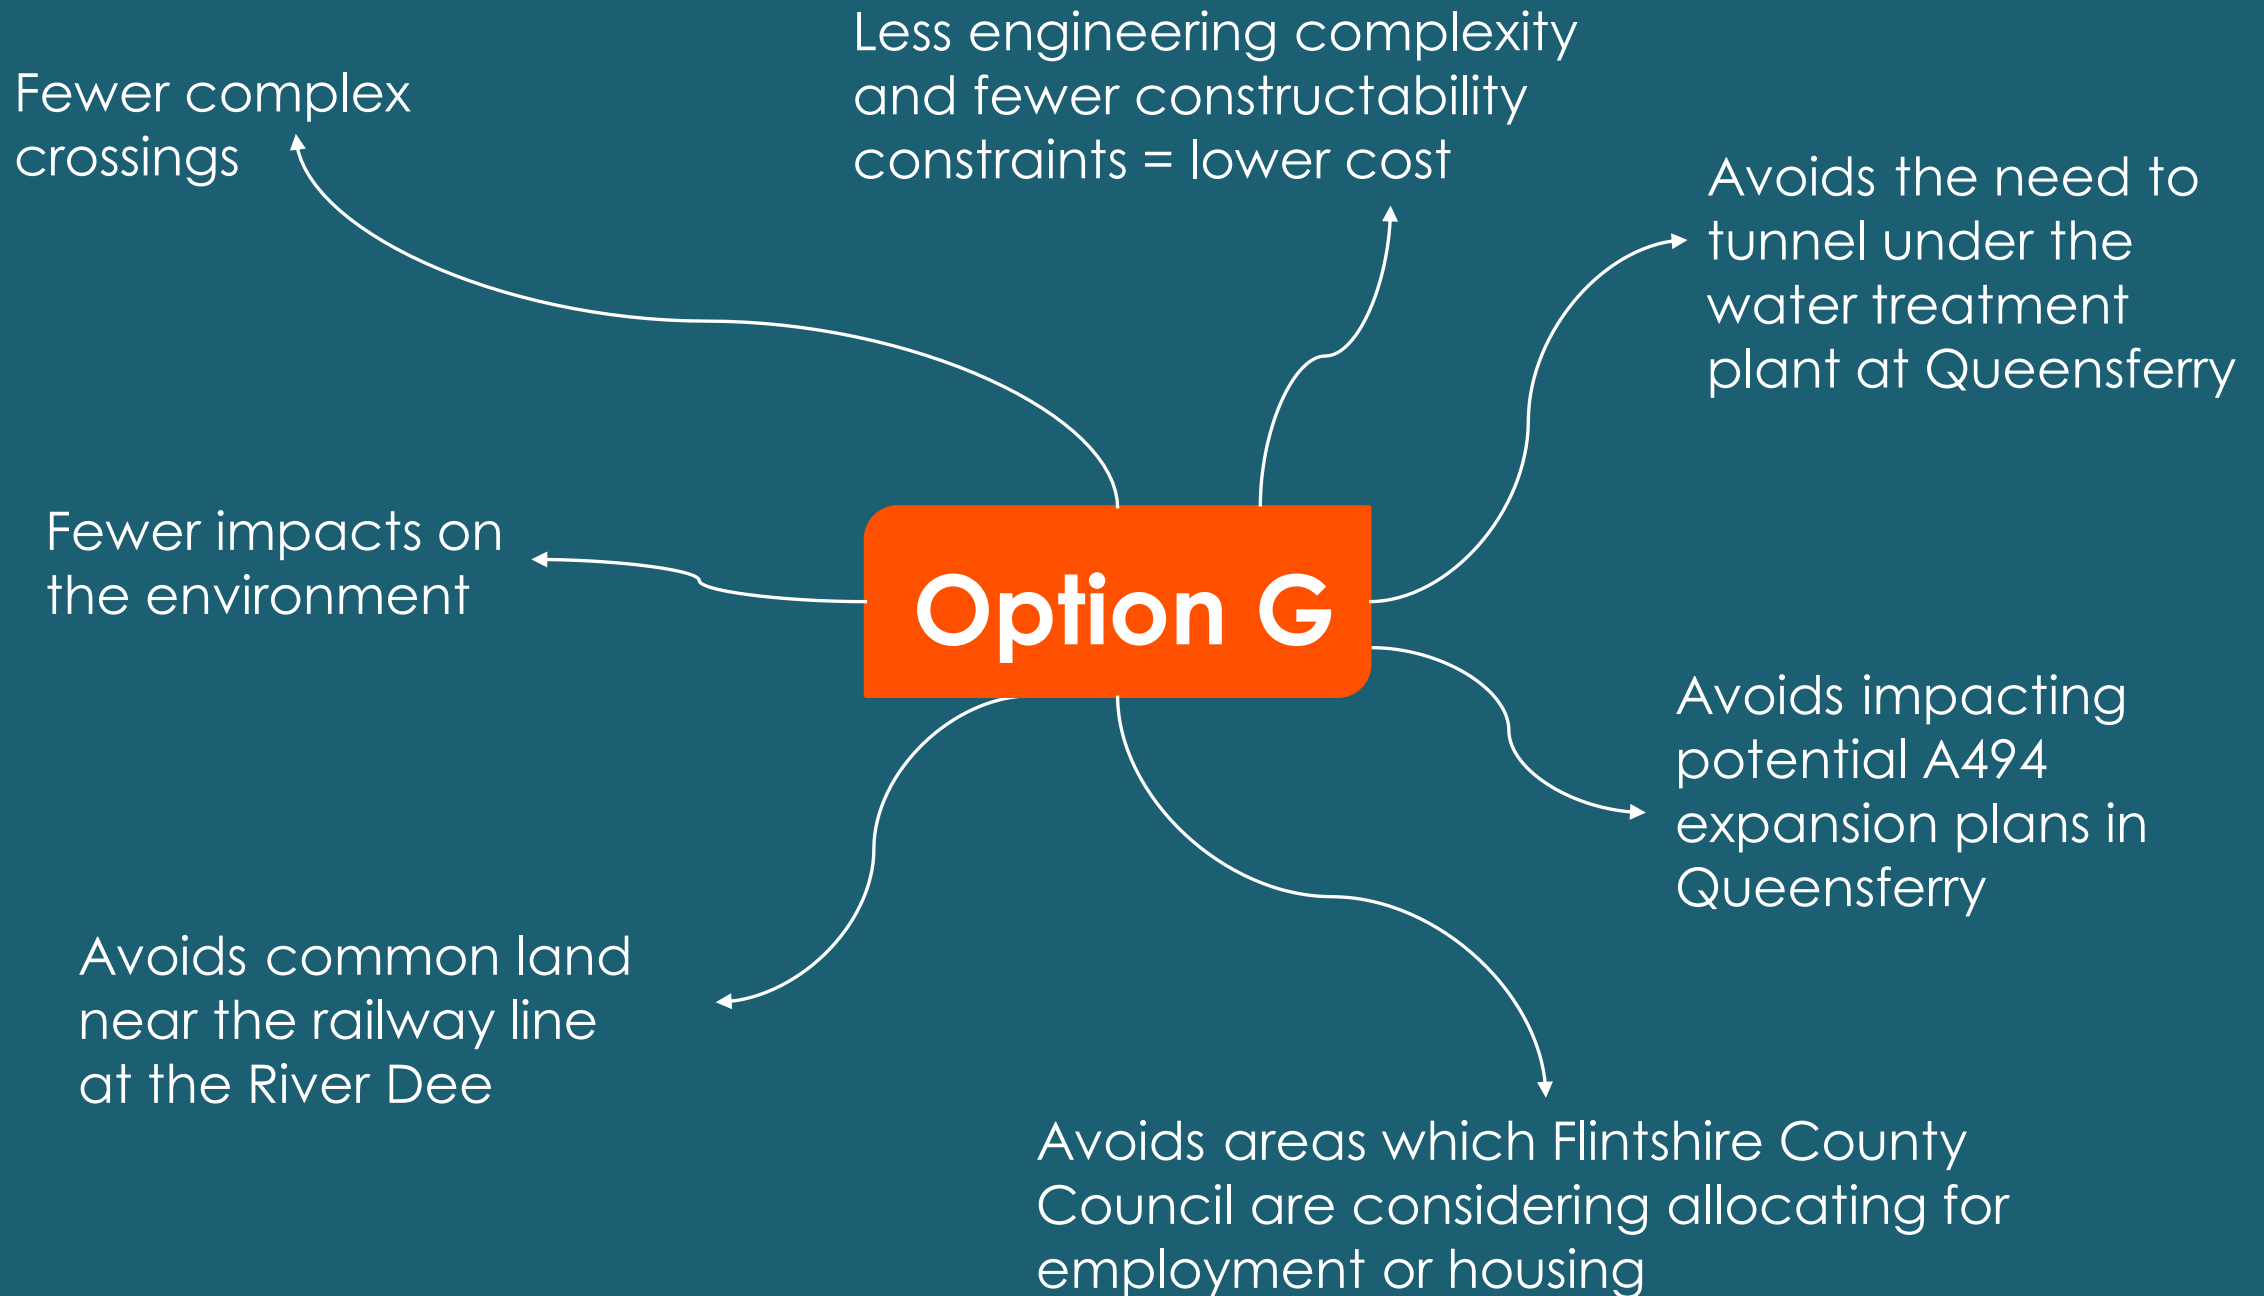 Fewer complex
crossings
Less engineering complexity
and fewer constructability
constraints = lower cost
Avoids the need to
tunnel under the
water treatment
plant at Queensferry
Fewer impacts on
the environment
Option G
Avoids impacting
potential A494
expansion plans in
Queensferry
Avoids common land
near the railway line
at the River Dee
Avoids areas which Flintshire County
Council are considering allocating for
employment or housing